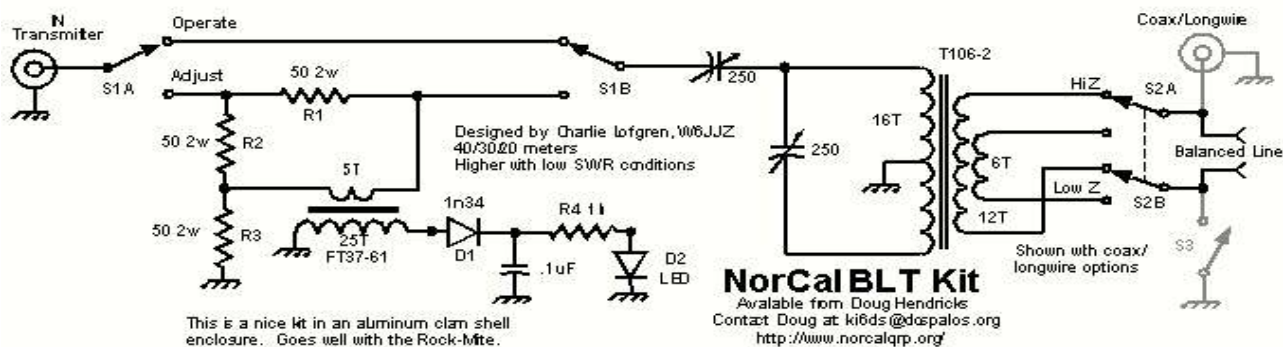 IN
Transmitter
Operate
Adjust
S1A
50 2w
R1
S1B
50 2w
R2
5T
50 2w
R3
25T
FT37-61
1n34
D1
.1uF
R4 1k
D2
LED
Designed by Charlie Lofgren, W6JJZ
40/30/20 meters
Higher with low SWR conditions
250
250
T106-2
16T
6T
12T
Hi Z
S2A
Low Z
S2B
Coax/Longwire
Balanced Line
S3
Shown wth coax/
longwire options
NorCal BLT Kit
Available from Doug Hendricks
Contact Doug at ki6ds@dospalos.org
http://www.norcalqrp.org/
This is a nice kit in an aluminum clam shell
enclosure. Goes well with the Rock-Mite.